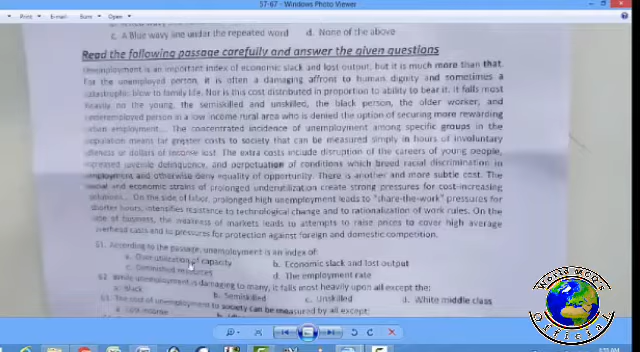 57-67 - Windows Photo Viewer
Print E-mail Burn Open
c. A Blue wavy line under the repeated word d. None of the above
Read the following passage carefully and answer the given questions
Unemployment is an important index of economic slack and lost output, but it is much more than that.
For the unemployed person, it is often a damaging affront to human dignity and sometimes a
catastrophic blow to family life. Nor is this cost distributed in proportion to ability to bear it. It falls most
heavily on the young, the semiskilled and unskilled, the black person, the older worker, and
underemployed person in a low income rural area who is denied the option of securing more rewarding
urban employment... The concentrated incidence of unemployment among specific groups in the
population means far greater costs to society that can be measured simply in hours of involuntary
idleness or dollars of income lost. The extra costs include disruption of the careers of young people,
increased juvenile delinquency, and perpetuation of conditions which breed racial discrimination in
employment and otherwise deny equality of opportunity. There is another and more subtle cost. The
social and economic strains of prolonged underutilization create strong pressures for cost-increasing
solutions... On the side of labor, prolonged high unemployment leads to "share-the-work" pressures for
shorter hours, intensifies resistance to technological change and to rationalization of work rules. On the
side of business, the weakness of markets leads to attempts to raise prices to cover high average
overhead costs and to pressures for protection against foreign and domestic competition.
61. According to the passage, unemployment is an index of:
a. Over utilization of capacity b. Economic slack and lost output
c. Diminished resources d. The employment rate
62. While unemployment is damaging to many, it falls most heavily upon all except the:
a. Black b. Semiskilled c. Unskilled d. White middle class
63. The cost of unemployment to society can be measured by all except:
World MCQs
Official